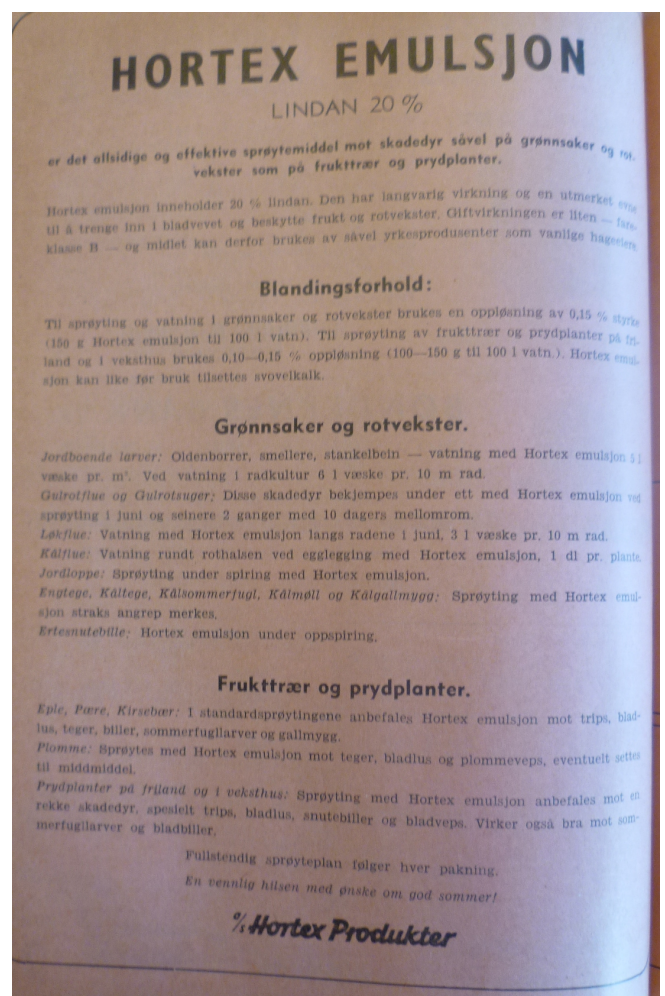 HORTEX EMULSJON
LINDAN 20 %
er det allsidige og effektive sprøytemiddel mot skadedyr såvel på grønnsaker og rot-
vekster som på frukttrær og prydplanter.
Hortex emulsjon inneholder 20 % lindan. Den har langvarig virkning og en utmerket evne
til å trenge inn i bladvevet og beskytte frukt og rotvekster. Giftvirkningen er liten — fare-
klasse B — og midlet kan derfor brukes av såvel yrkesprodusenter som vanlige hageeiere.
Blandingsforhold:
Til sprøyting og vatning i grønnsaker og rotvekster brukes en oppløsning av 0,15 % styrke
(150 g Hortex emulsjon til 100 l vatn). Til sprøyting av frukttrær og prydplanter på fri-
land og i veksthus brukes 0,10—0,15 % oppløsning (100—150 g til 100 l vatn.). Hortex emul-
sjon kan like før bruk tilsettes svovelkalk.
Grønnsaker og rotvekster.
Jordboende larver: Oldenborrer, smellere, stankelbein — vatning med Hortex emulsjon 5 l
væske pr. m². Ved vatning i radkultur 6 l væske pr. 10 m rad.
Gulrotflue og Gulrotsuger: Disse skadedyr bekjempes under ett med Hortex emulsjon ved
sprøyting i juni og seinere 2 ganger med 10 dagers mellomrom.
Løkflue: Vatning med Hortex emulsjon langs radene i juni, 3 l væske pr. 10 m rad.
Kålflue: Vatning rundt rothalsen ved egglegging med Hortex emulsjon, 1 dl pr. plante.
Jordloppe: Sprøyting under spiring med Hortex emulsjon.
Engtege, Kåltege, Kålsommerfugl, Kålmøll og Kålgallmygg: Sprøyting med Hortex emul-
sjon straks angrep merkes.
Ertesnutebille: Hortex emulsjon under oppspiring.
Frukttrær og prydplanter.
Eple, Pære, Kirsebær: I standardsprøytingene anbefales Hortex emulsjon mot trips, blad-
lus, teger, biller, sommerfugllarver og gallmygg.
Plomme: Sprøytes med Hortex emulsjon mot teger, bladlus og plommeveps, eventuelt settes
til middmiddel.
Prydplanter på friland og i veksthus: Sprøyting med Hortex emulsjon anbefales mot en
rekke skadedyr, spesielt trips, bladlus, snutebiller og bladveps. Virker også bra mot som-
merfugllarver og bladbiller.
Fullstendig sprøyteplan følger hver pakning.
En vennlig hilsen med ønske om god sommer!
A/S Hortex Produkter